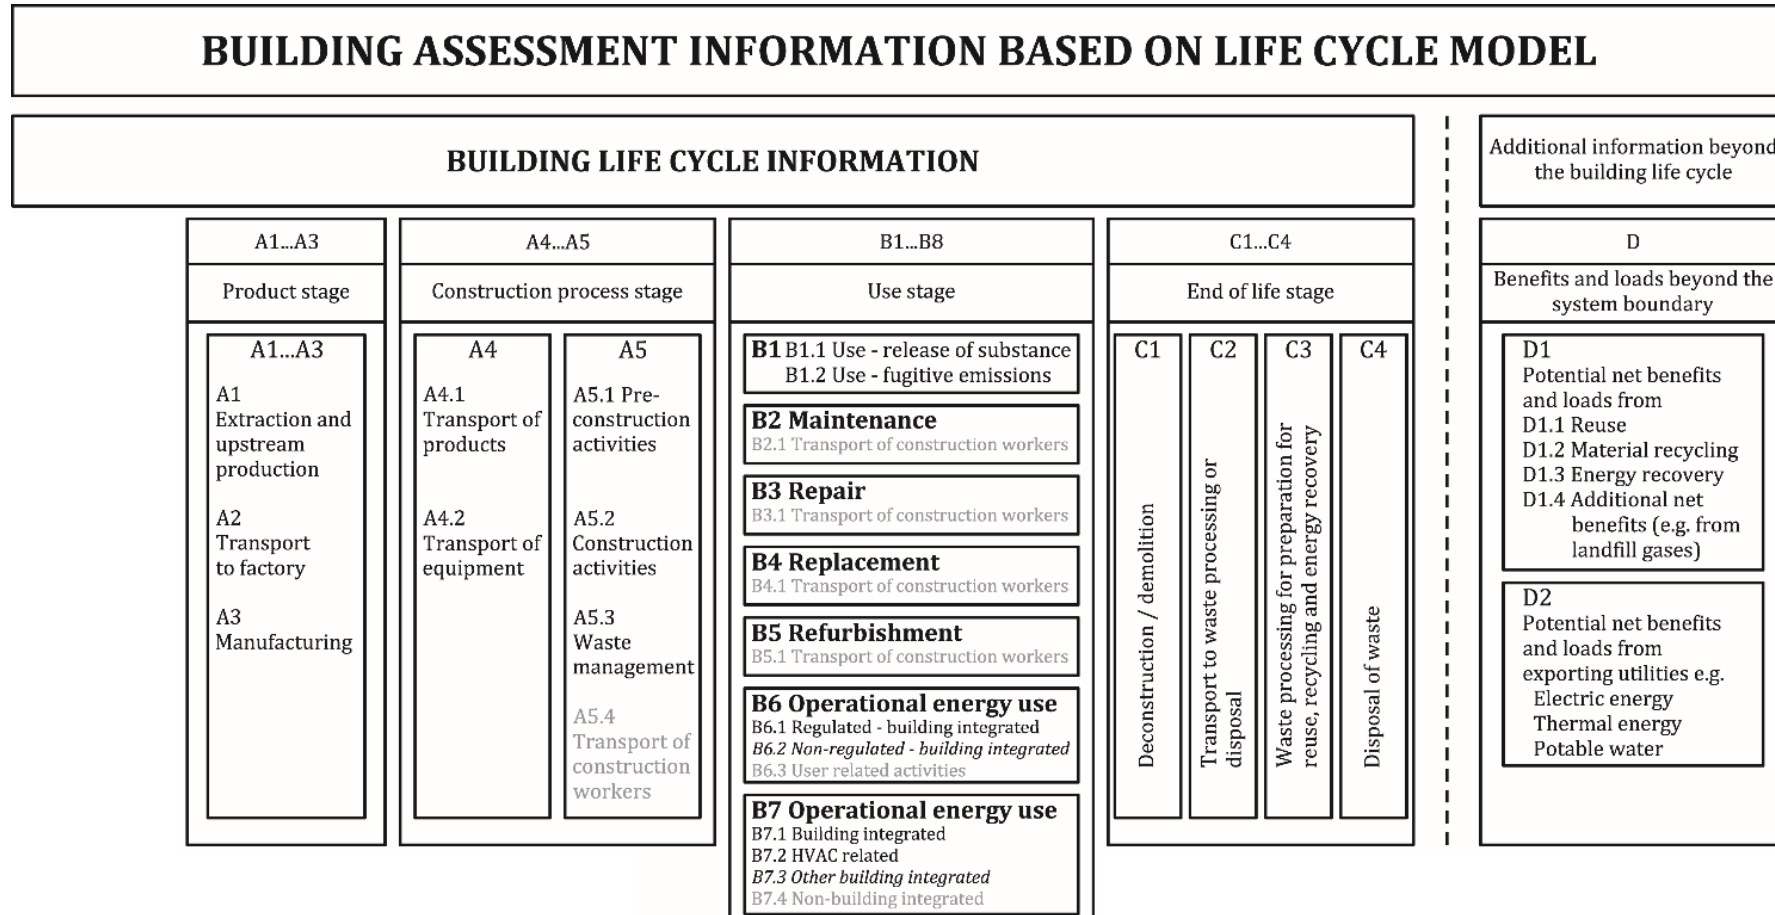 BUILDING ASSESSMENT INFORMATION BASED ON LIFE CYCLE MODEL
BUILDING LIFE CYCLE INFORMATION
Additional information beyond
the building life cycle
A1...A3
Product stage
A1...A3
A1
Extraction and
upstream
production
A2
Transport
to factory
A3
Manufacturing
A4...A5
Construction process stage
A4
A4.1
Transport of
products
A4.2
Transport of
equipment
A5
A5.1 Pre-
construction
activities
A5.2
Construction
activities
A5.3
Waste
management
A5.4
Transport of
construction
workers
B1...B8
Use stage
B1 B1.1 Use - release of substance
B1.2 Use - fugitive emissions
B2 Maintenance
B2.1 Transport of construction workers
B3 Repair
B3.1 Transport of construction workers
B4 Replacement
B4.1 Transport of construction workers
B5 Refurbishment
B5.1 Transport of construction workers
B6 Operational energy use
B6.1 Regulated - building integrated
B6.2 Non-regulated - building integrated
B6.3 User related activities
B7 Operational energy use
B7.1 Building integrated
B7.2 HVAC related
B7.3 Other building integrated
B7.4 Non-building integrated
C1...C4
End of life stage
C1
Deconstruction / demolition
C2
Transport to waste processing or
disposal
C3
Waste processing for preparation for
reuse, recycling and energy recovery
C4
Disposal of waste
D
Benefits and loads beyond the
system boundary
D1
Potential net benefits
and loads from
D1.1 Reuse
D1.2 Material recycling
D1.3 Energy recovery
D1.4 Additional net
benefits (e.g. from
landfill gases)
D2
Potential net benefits
and loads from
exporting utilities e.g.
Electric energy
Thermal energy
Potable water